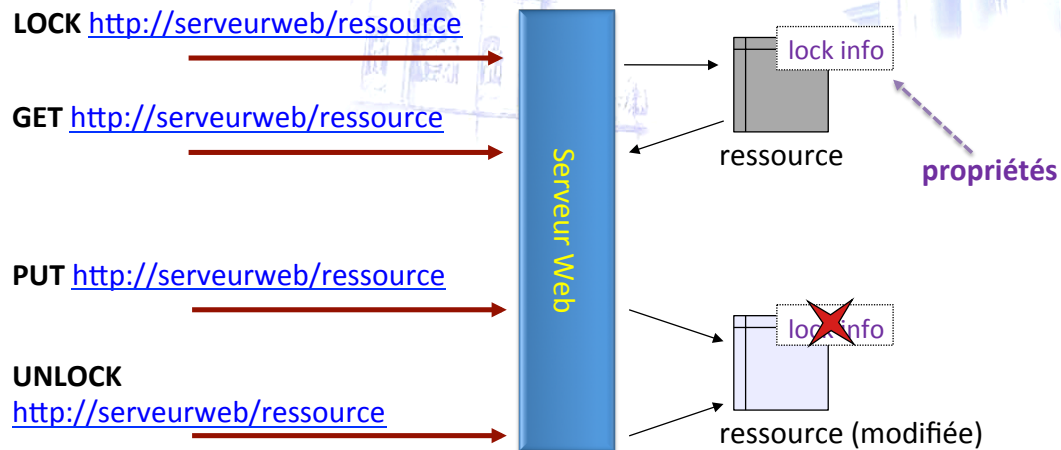 LOCK http://serveurweb/ressource
lock info
GET http://serveurweb/ressource
ressource
propriétés
Serveur Web
PUT http://serveurweb/ressource
lock info
UNLOCK
http://serveurweb/ressource
ressource (modifiée)